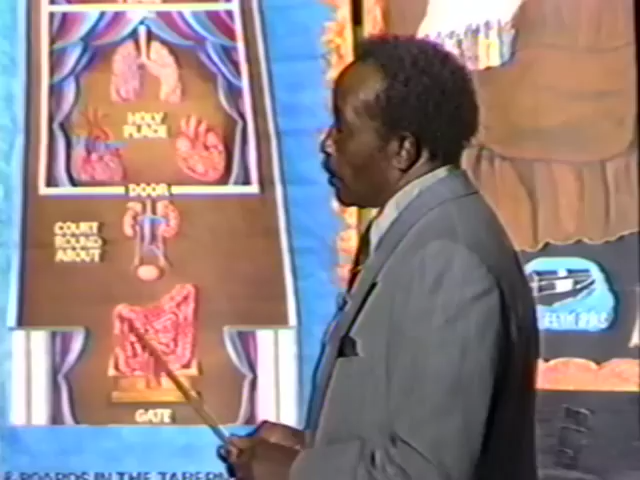 HOLY
PLACE
DOOR
COURT
ROUND
ABOUT
GATE
BOARDS IN THE TABERN